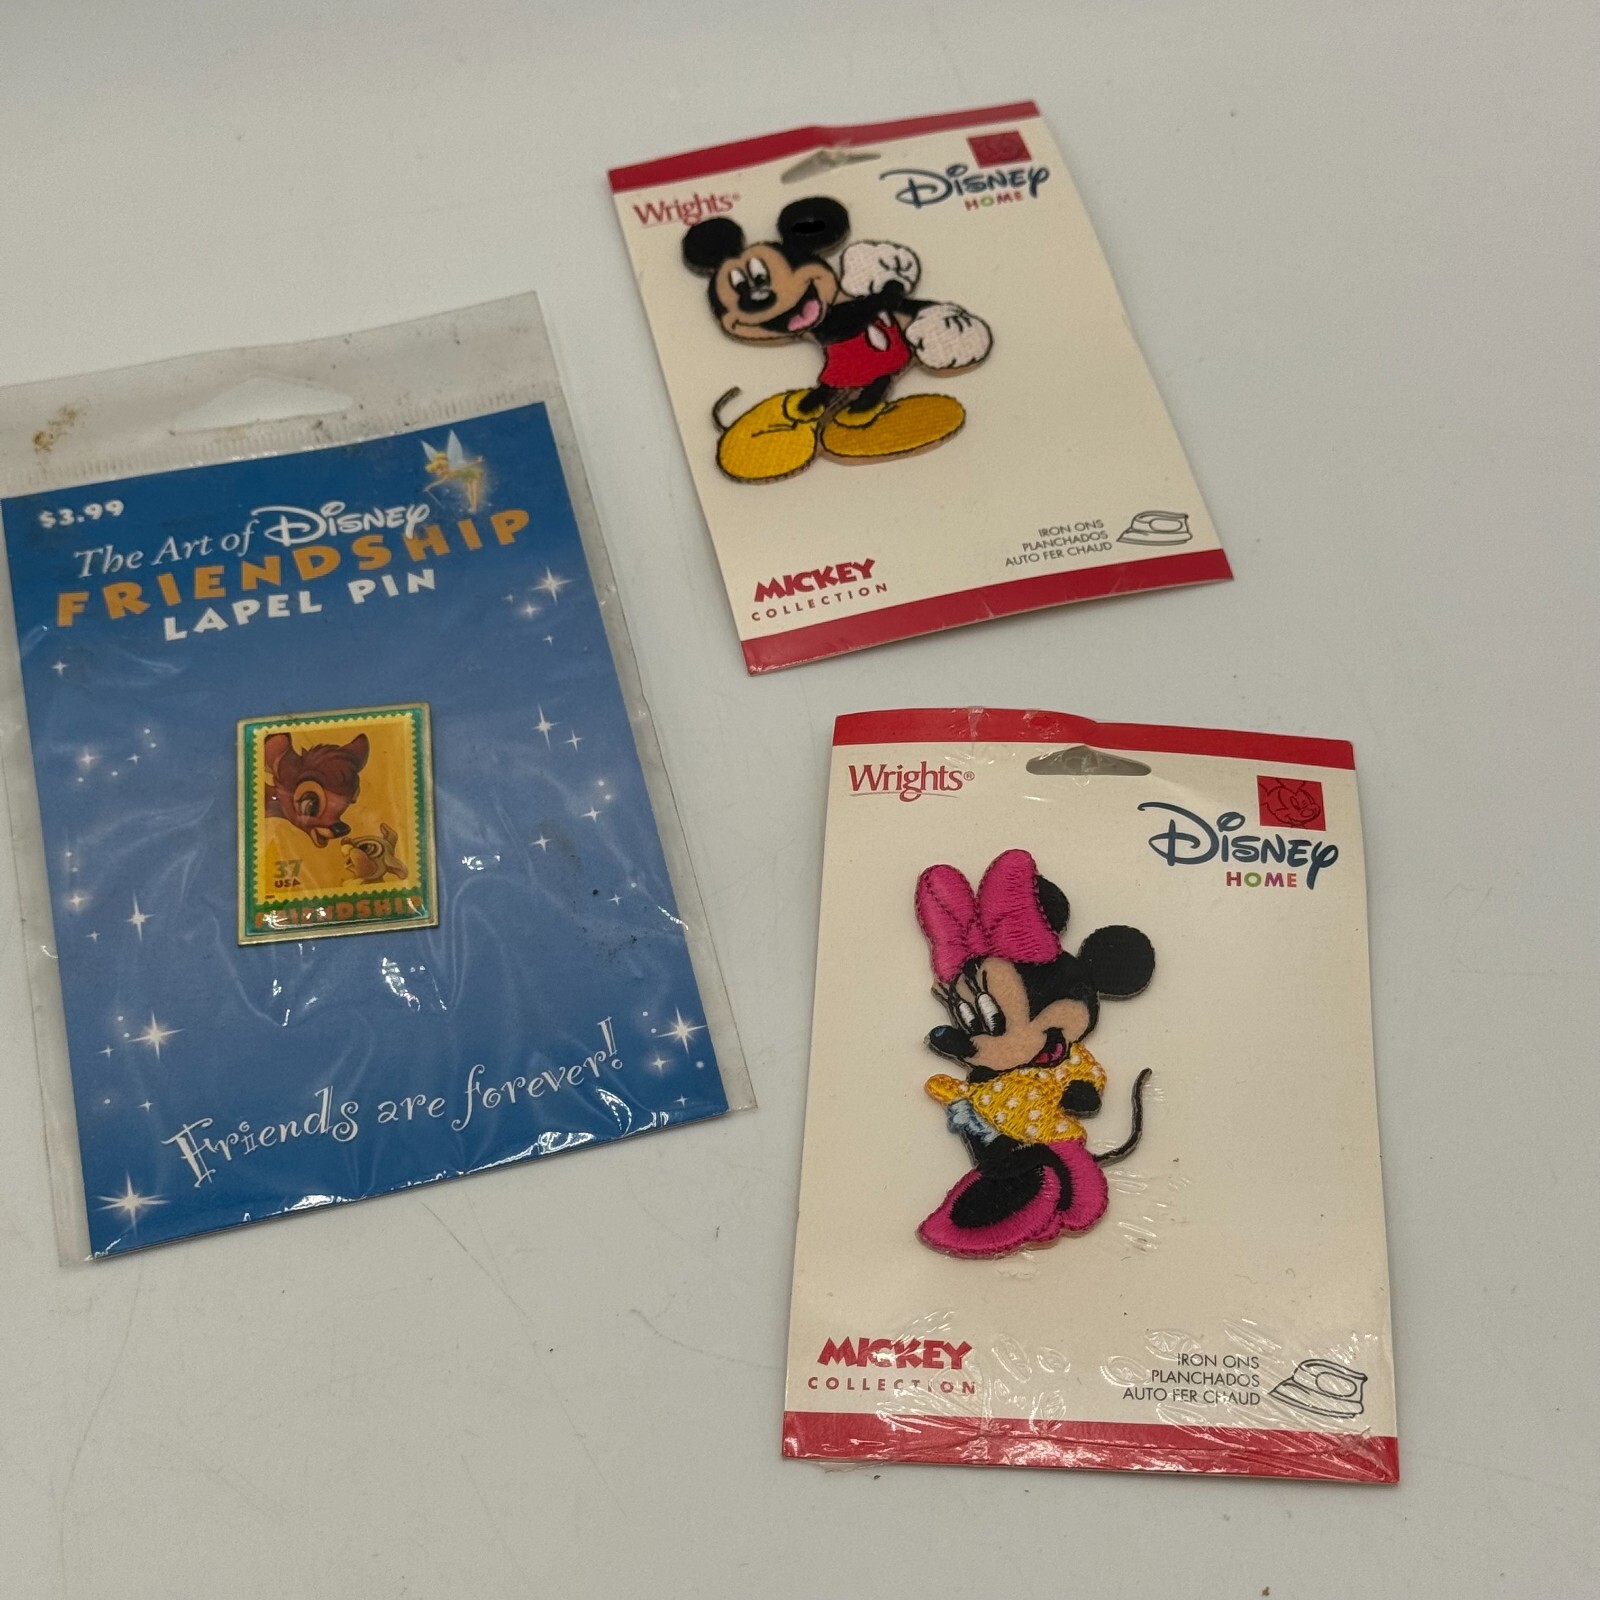 $3.99
The Art of Disney
FRIENDSHIP
LAPEL PIN
37
USA
FRIENDSHIP
Friends are forever!
Wrights®
Disney
HOME
IRON ONS
PLANCHADOS
AUTO FER CHAUD
MICKEY
COLLECTION
Wrights®
Disney
HOME
MICKEY
COLLECTION
IRON ONS
PLANCHADOS
AUTO FER CHAUD